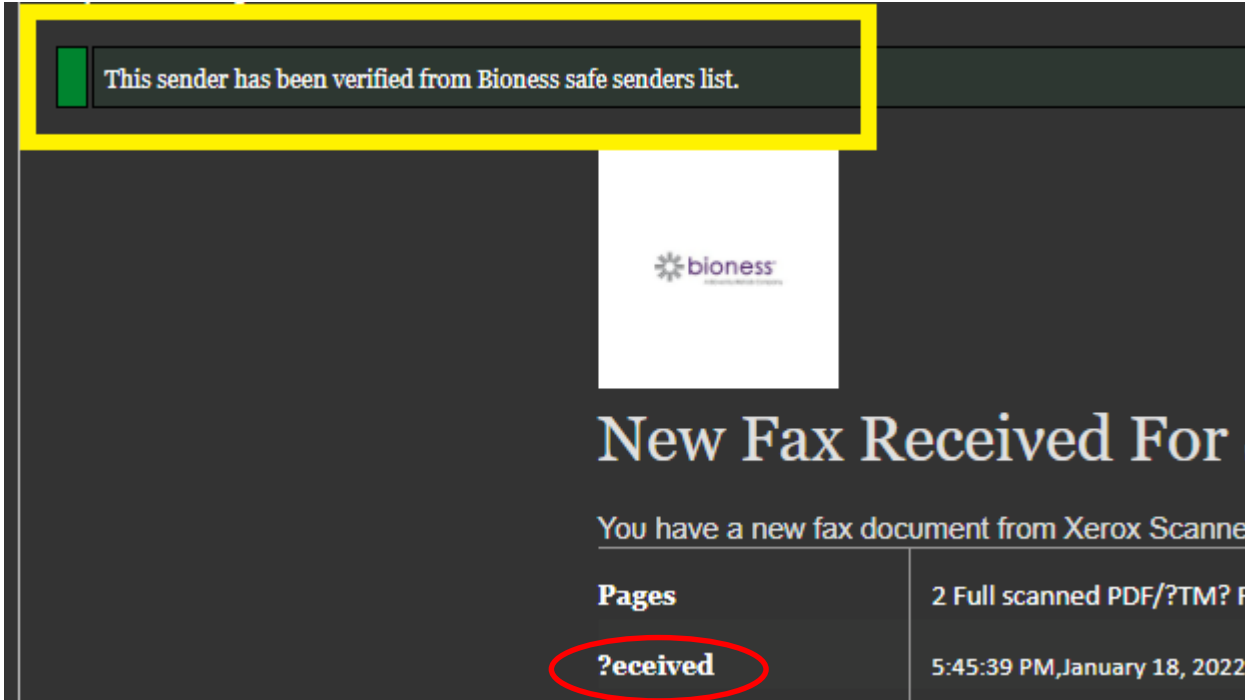 This sender has been verified from Bioness safe senders list.
bioness
New Fax Received For
You have a new fax document from Xerox
Pages
2 Full scanned PDF/?TM?
?eceived
5:45:39 PM,January 18, 2022